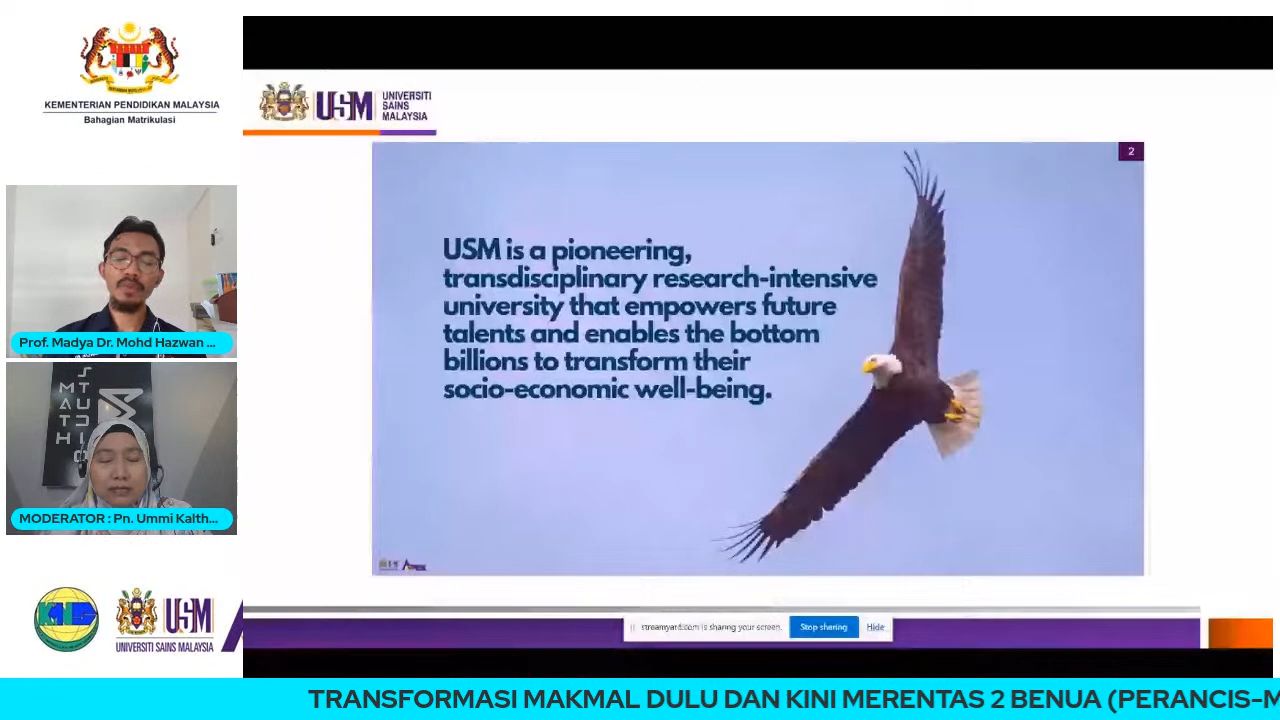 KEMENTERIAN PENDIDIKAN MALAYSIA
Bahagian Matrikulasi
USM
UNIVERSITI
SAINS
MALAYSIA
2
USM is a pioneering,
transdisciplinary research-intensive
university that empowers future
talents and enables the bottom
billions to transform their
socio-economic well-being.
Prof. Madya Dr. Mohd Hazwan ...
MATH
STUDIO
MODERATOR : Pn. Ummi Kalth...
USM
UNIVERSITI SAINS MALAYSIA
streamyard.com is sharing your screen.
Stop sharing
Hide
TRANSFORMASI MAKMAL DULU DAN KINI MERENTAS 2 BENUA (PERANCIS-M